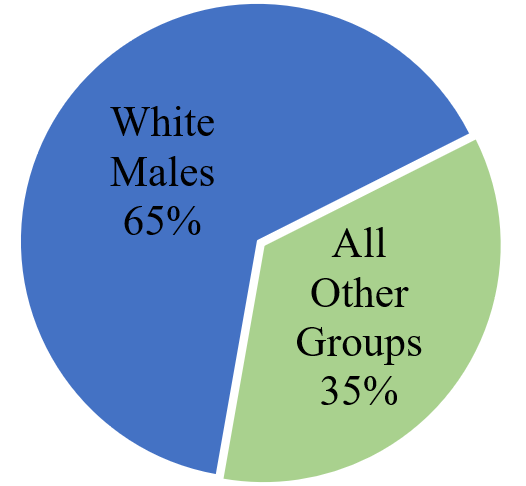 White
Males
65%
All
Other
Groups
35%